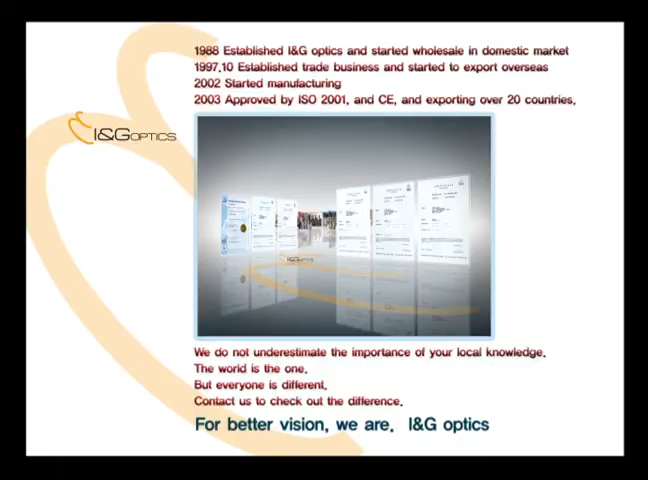 1988 Established I&G optics and started wholesale in domestic market
1997.10 Established trade business and started to export overseas
2002 Started manufacturing
2003 Approved by ISO 2001, and CE, and exporting over 20 countries.
I&G OPTICS
I&G OPTICS
We do not underestimate the importance of your local knowledge.
The world is the one.
But everyone is different.
Contact us to check out the difference.
For better vision, we are. I&G optics